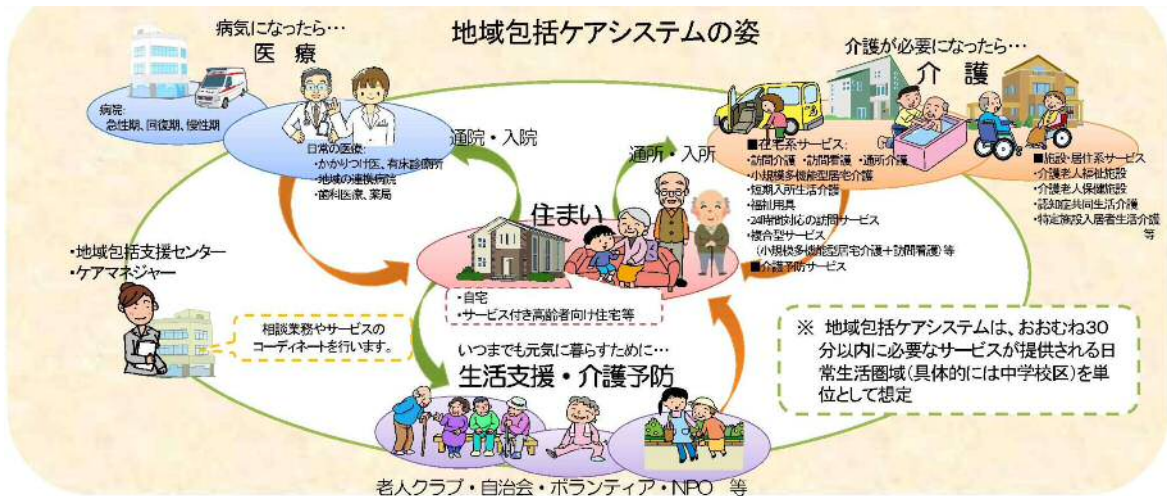 地域包括ケアシステムの姿
病気になったら…
医 療
病院:
急性期、回復期、慢性期
日常の医療:
・かかりつけ医、有床診療所
・地域の連携病院
・歯科医療、薬局
通院・入院
通所・入所
介護が必要になったら…
介 護
■在宅系サービス:
・訪問介護 ・訪問看護 ・通所介護
・小規模多機能型居宅介護
・短期入所生活介護
・福祉用具
・24時間対応の訪問サービス
・複合型サービス
(小規模多機能型居宅介護+訪問看護)等
■介護予防サービス
■施設・居住系サービス
・介護老人福祉施設
・介護老人保健施設
・認知症共同生活介護
・特定施設入居者生活介護
等
住まい
・自宅
・サービス付き高齢者向け住宅等
・地域包括支援センター
・ケアマネジャー
相談業務やサービスの
コーディネートを行います。
いつまでも元気に暮らすために…
生活支援・介護予防
老人クラブ・自治会・ボランティア・NPO 等
※ 地域包括ケアシステムは、おおむね30
分以内に必要なサービスが提供される日
常生活圏域(具体的には中学校区)を単
位として想定